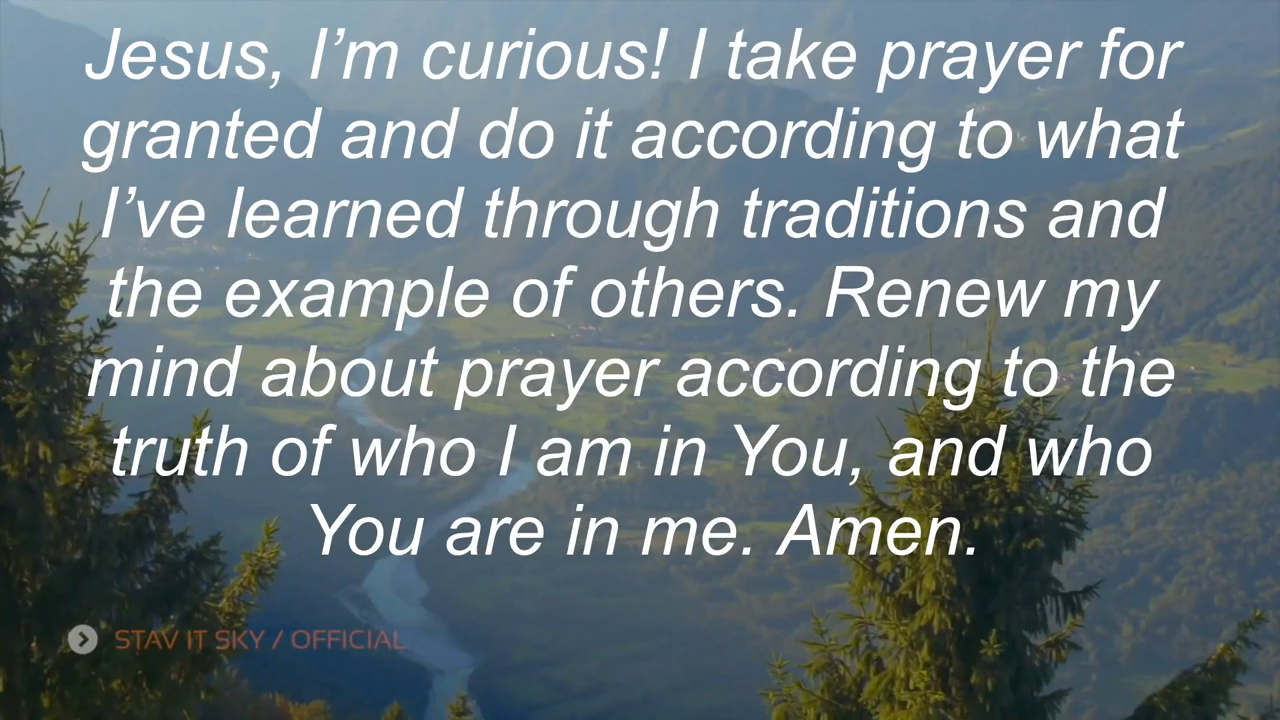 Jesus, I’m curious! I take prayer for
granted and do it according to what
I’ve learned through traditions and
the example of others. Renew my
mind about prayer according to the
truth of who I am in You, and who
You are in me. Amen.
STAV IT SKY / OFFICIAL